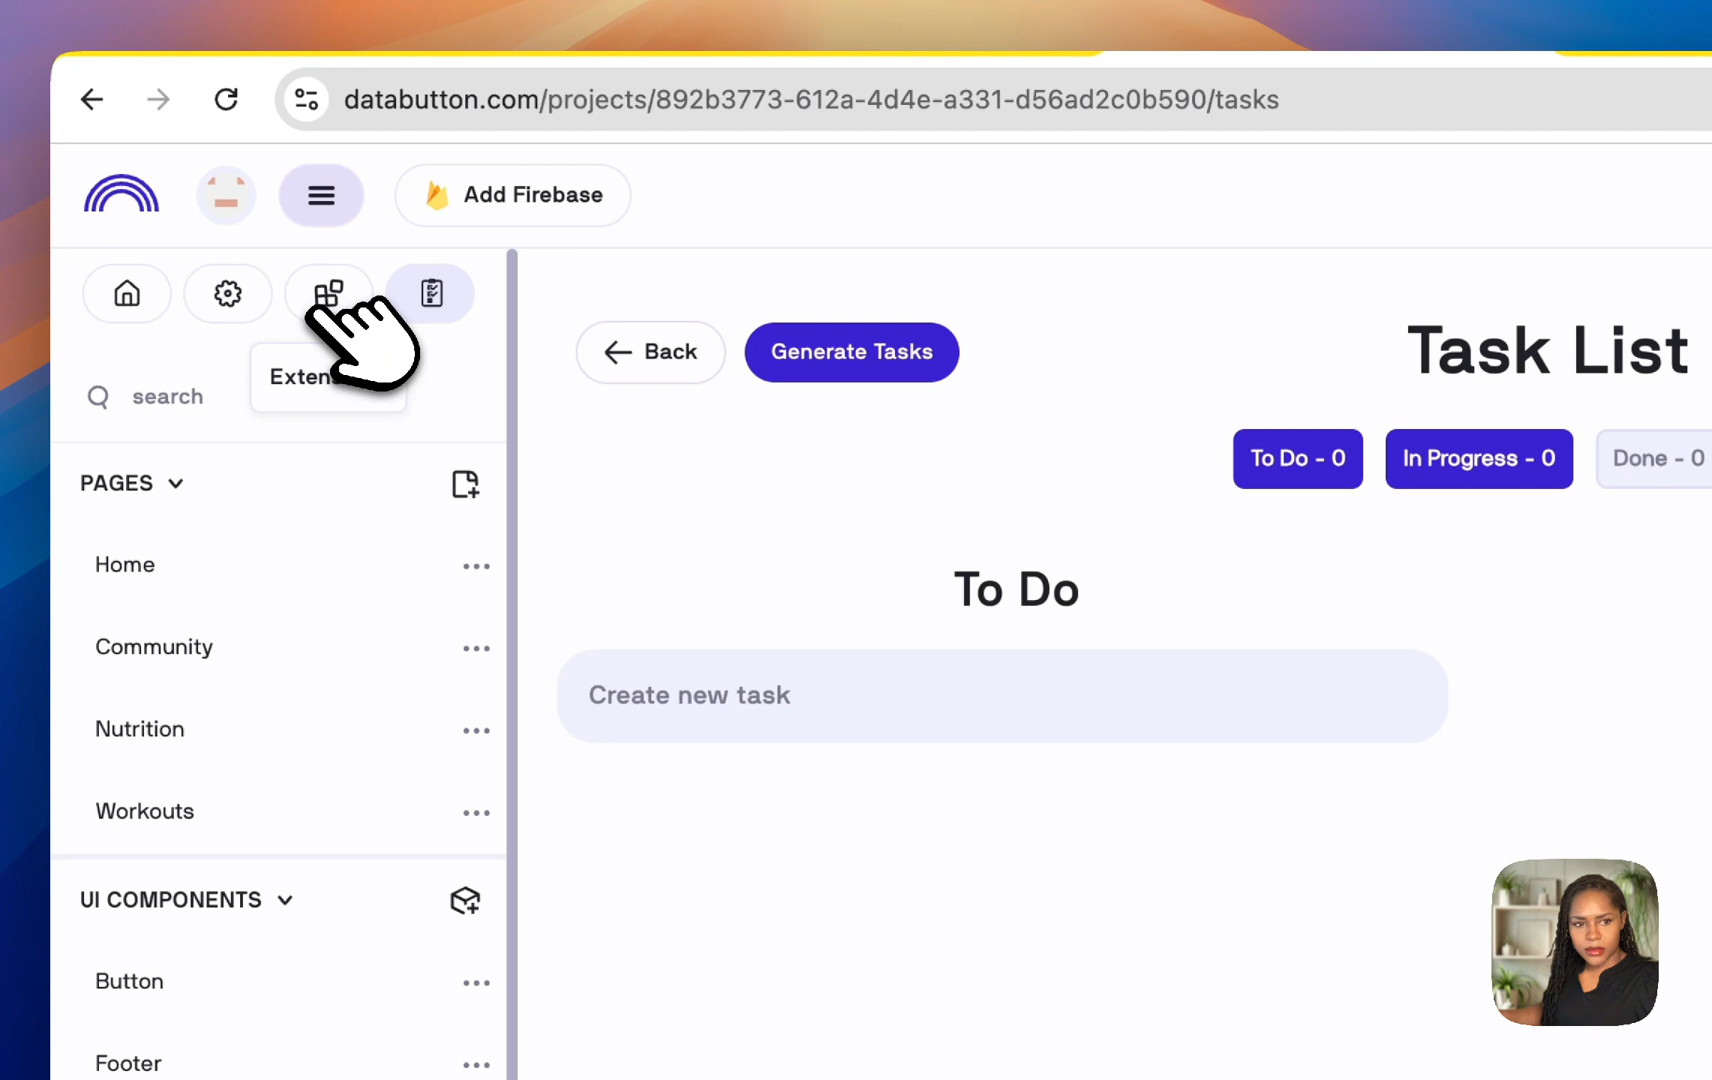 databutton.com/projects/892b3773-612a-4d4e-a331-d56ad2c0b590/tasks
Add Firebase
search
Back
Generate Tasks
Task List
To Do - 0
In Progress - 0
Done - 0
PAGES
Home
Community
Nutrition
Workouts
To Do
Create new task
UI COMPONENTS
Button
Footer